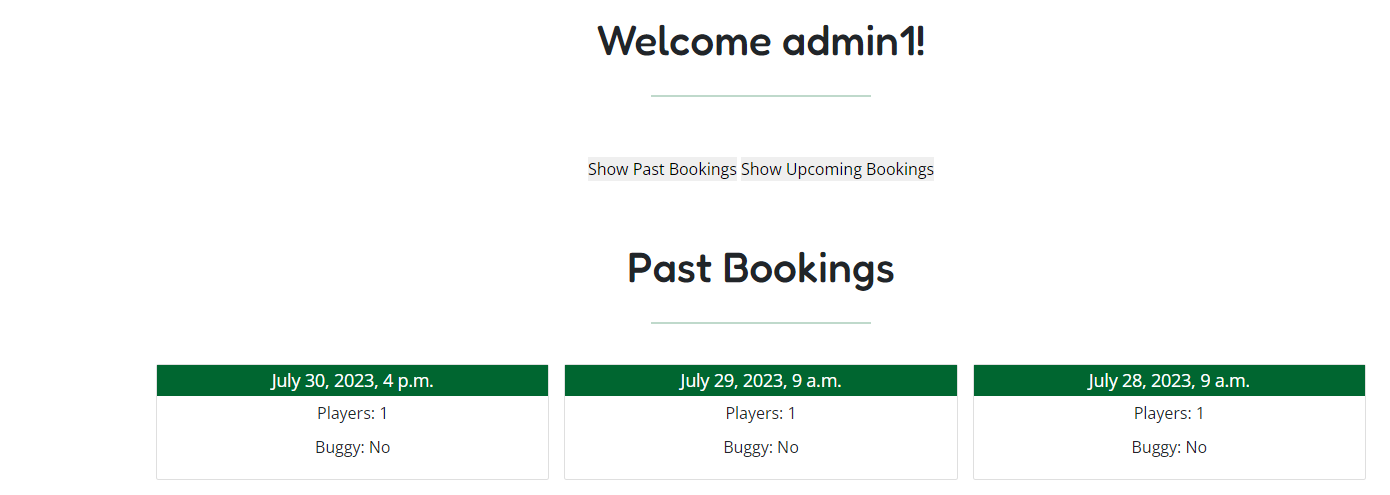 Welcome admin1!
Show Past Bookings Show Upcoming Bookings
Past Bookings
July 30, 2023, 4 p.m.
Players: 1
Buggy: No
July 29, 2023, 9 a.m.
Players: 1
Buggy: No
July 28, 2023, 9 a.m.
Players: 1
Buggy: No